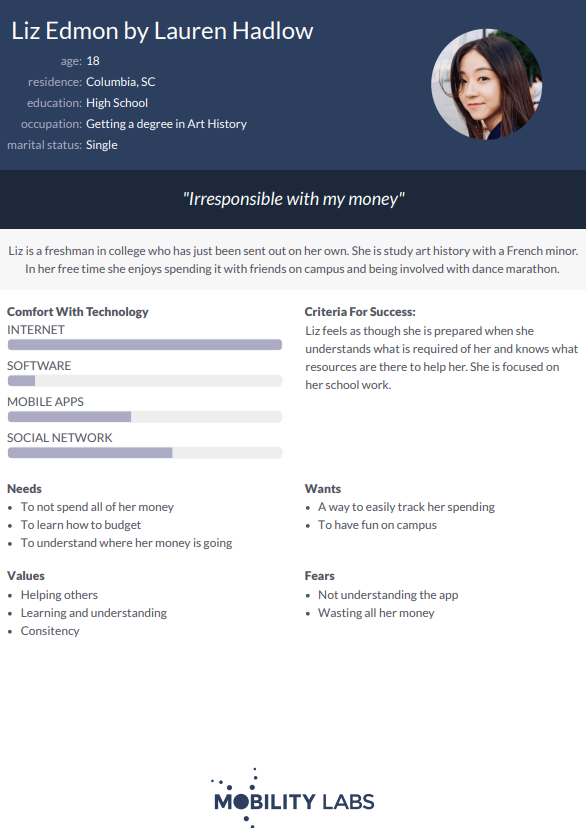 Liz Edmon by Lauren Hadlow
age: 18
residence: Columbia, SC
education: High School
occupation: Getting a degree in Art History
marital status: Single
"Irresponsible with my money"
Liz is a freshman in college who has just been sent out on her own. She is study art history with a French minor.
In her free time she enjoys spending it with friends on campus and being involved with dance marathon.
Comfort With Technology
INTERNET
SOFTWARE
MOBILE APPS
SOCIAL NETWORK
Criteria For Success:
Liz feels as though she is prepared when she
understands what is required of her and knows what
resources are there to help her. She is focused on
her school work.
Needs
• To not spend all of her money
• To learn how to budget
• To understand where her money is going
Wants
• A way to easily track her spending
• To have fun on campus
Values
• Helping others
• Learning and understanding
• Consitency
Fears
• Not understanding the app
• Wasting all her money
MOBILITY LABS